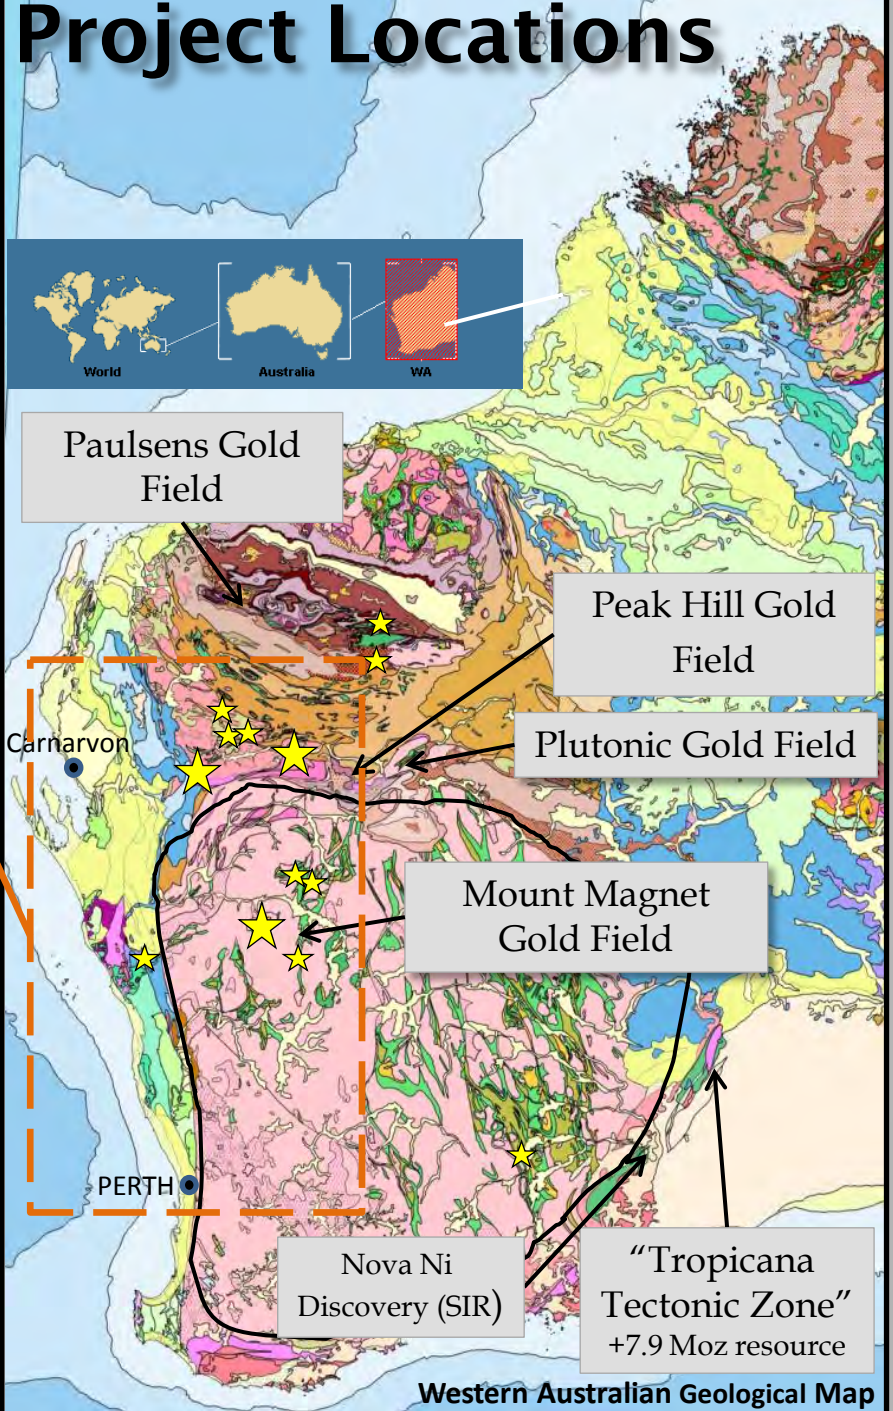 Project Locations
World
Australia
WA
Paulsens Gold
Field
Peak Hill Gold
Field
Carnarvon
Plutonic Gold Field
Mount Magnet
Gold Field
PERTH
Nova Ni
Discovery (SIR)
“Tropicana
Tectonic Zone”
+7.9 Moz resource
Western Australian Geological Map